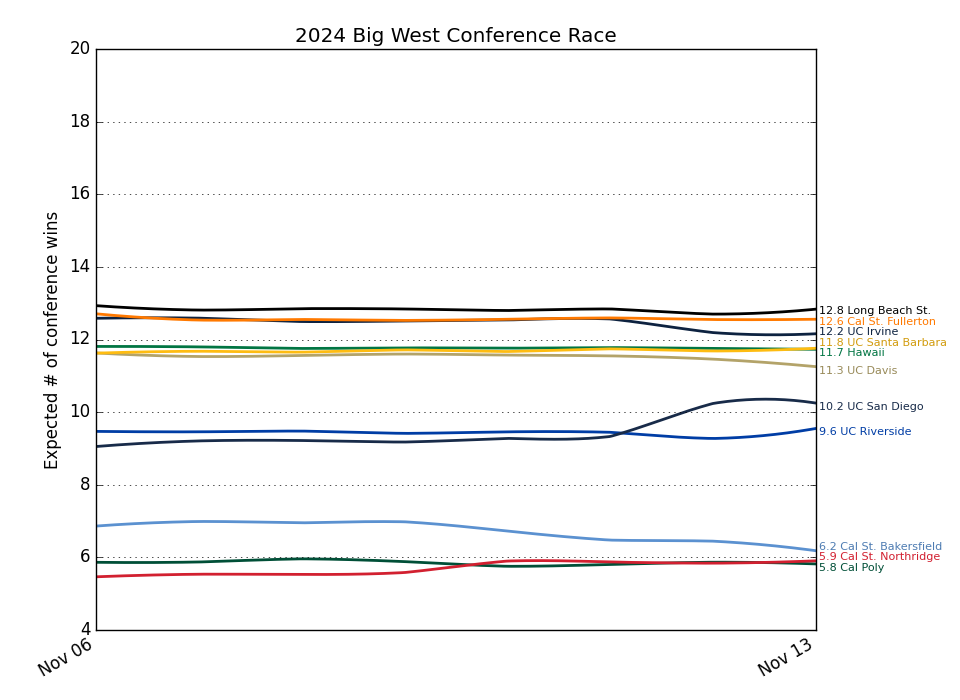 2024 Big West Conference Race
Expected # of conference wins
20
18
16
14
12
10
8
6
4
Nov 06
Nov 13
12.8 Long Beach St.
12.6 Cal St. Fullerton
12.2 UC Irvine
11.8 UC Santa Barbara
11.7 Hawaii
11.3 UC Davis
10.2 UC San Diego
9.6 UC Riverside
6.2 Cal St. Bakersfield
5.9 Cal St. Northridge
5.8 Cal Poly